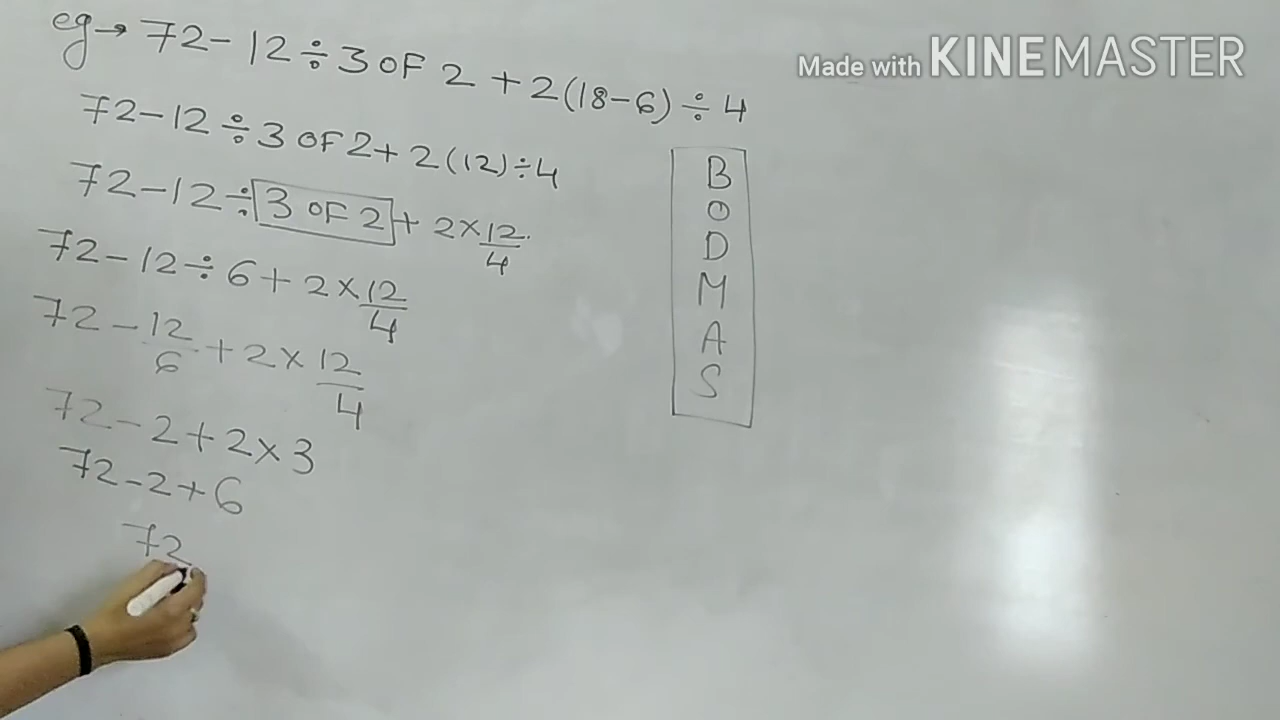 Made with KINEMASTER
eg → 72 - 12 ÷ 3 OF 2 + 2(18-6) ÷ 4
72 - 12 ÷ 3 OF 2 + 2(12) ÷ 4
72 - 12 ÷ 3 OF 2 + 2 × 12/4
72 - 12 ÷ 6 + 2 × 12/4
72 - 12/6 + 2 × 12/4
72 - 2 + 2 × 3
72 - 2 + 6
72
B
O
D
M
A
S